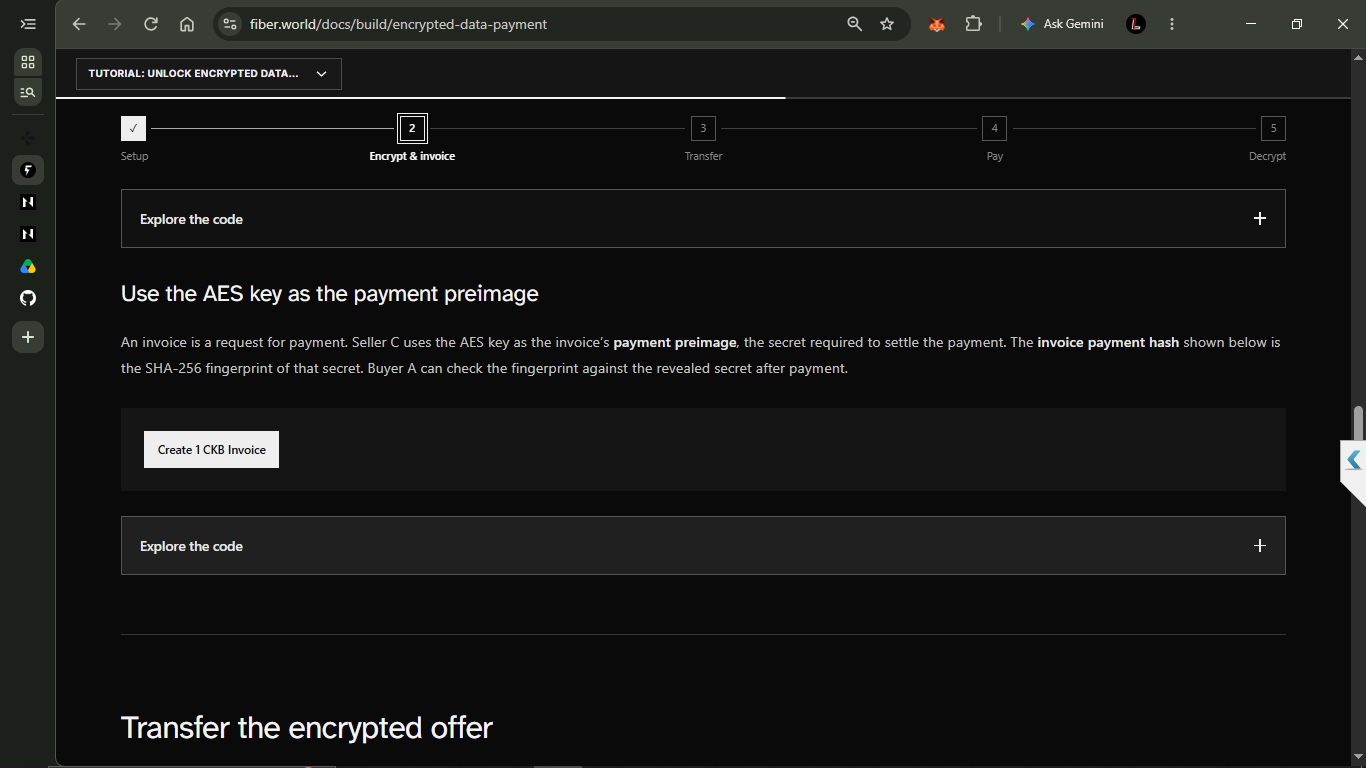 fiber.world/docs/build/encrypted-data-payment
Ask Gemini
TUTORIAL: UNLOCK ENCRYPTED DATA...
✓
2
3
4
5
Setup
Encrypt & invoice
Transfer
Pay
Decrypt
Explore the code
Use the AES key as the payment preimage
An invoice is a request for payment. Seller C uses the AES key as the invoice’s payment preimage, the secret required to settle the payment. The invoice payment hash shown below is
the SHA-256 fingerprint of that secret. Buyer A can check the fingerprint against the revealed secret after payment.
Create 1 CKB Invoice
Explore the code
Transfer the encrypted offer